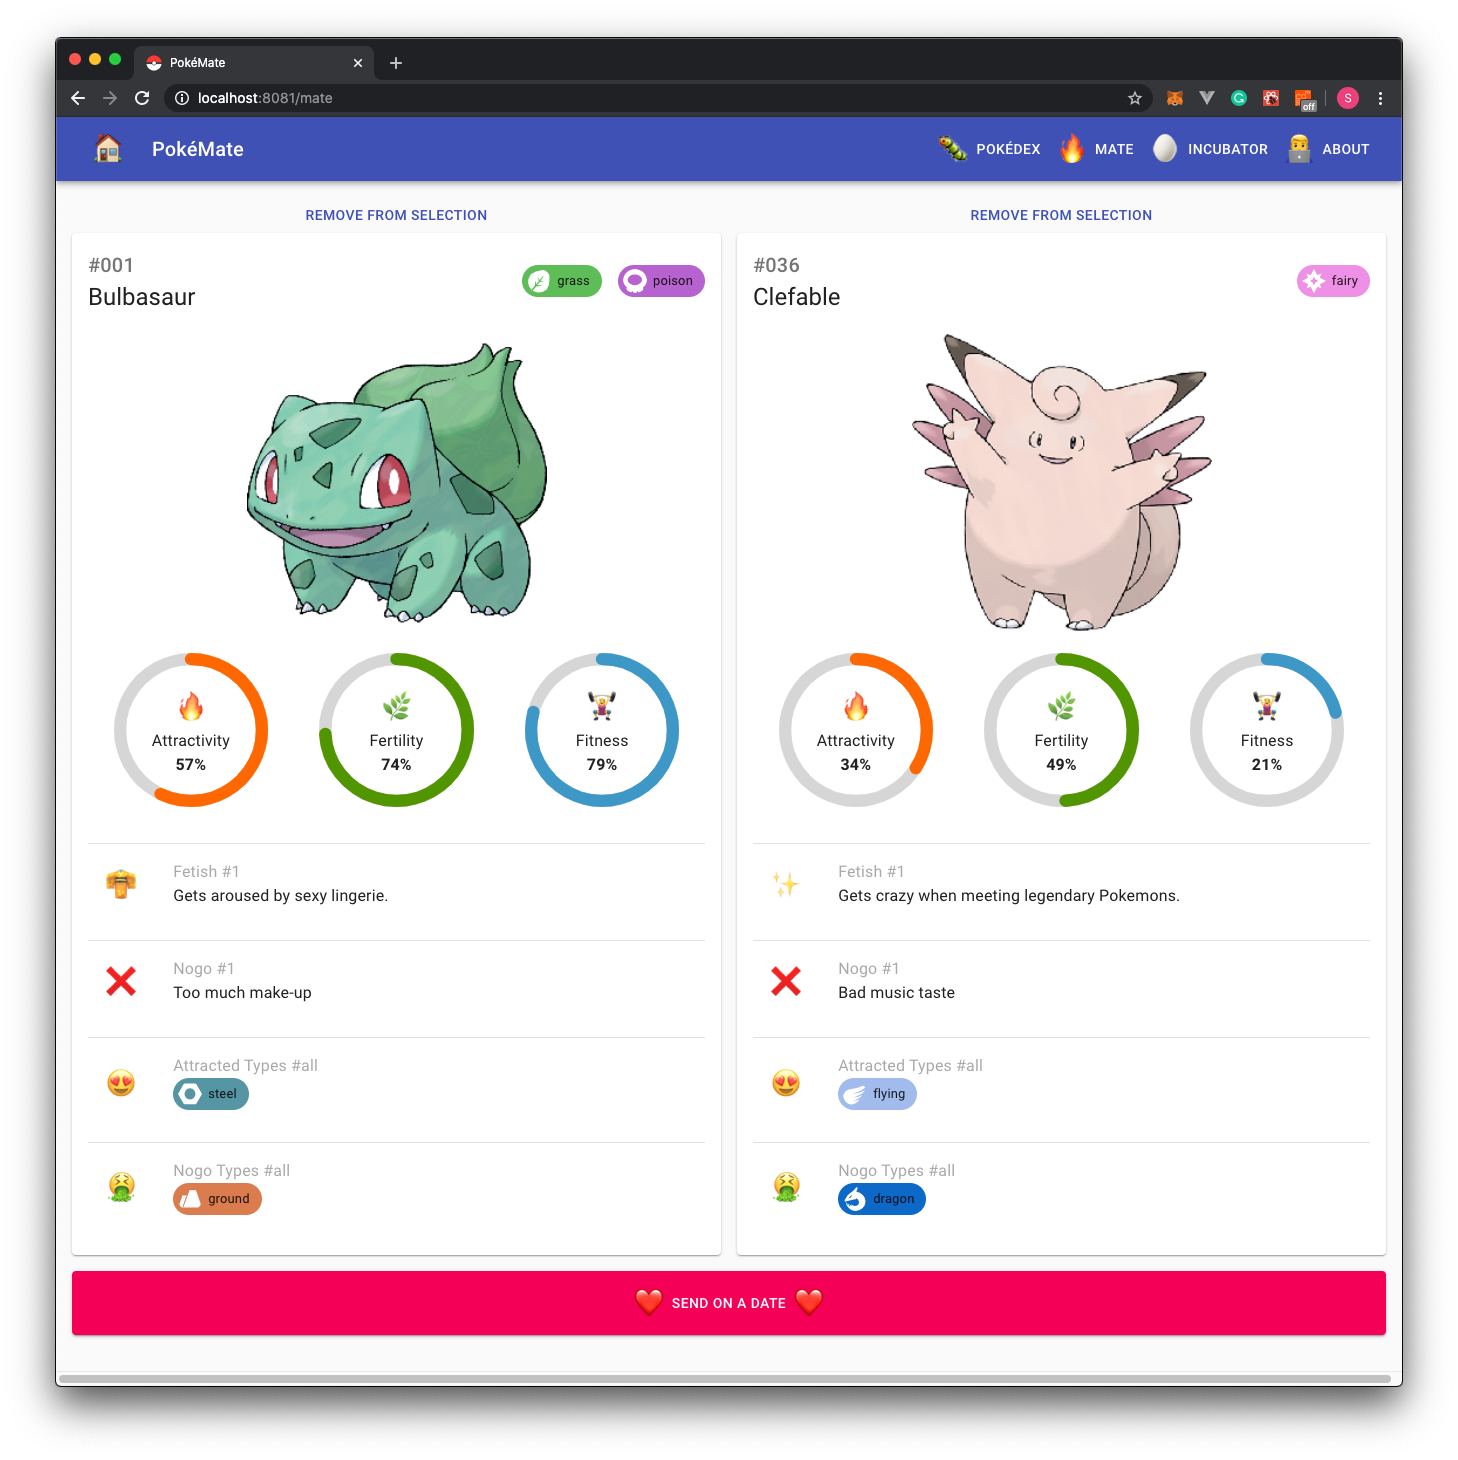 PokéMate
localhost:8081/mate
off
S
PokéMate
POKÉDEX
MATE
INCUBATOR
ABOUT
REMOVE FROM SELECTION
#001
Bulbasaur
grass
poison
Attractivity
57%
Fertility
74%
Fitness
79%
Fetish #1
Gets aroused by sexy lingerie.
Nogo #1
Too much make-up
Attracted Types #all
steel
Nogo Types #all
ground
REMOVE FROM SELECTION
#036
Clefable
fairy
Attractivity
34%
Fertility
49%
Fitness
21%
Fetish #1
Gets crazy when meeting legendary Pokemons.
Nogo #1
Bad music taste
Attracted Types #all
flying
Nogo Types #all
dragon
SEND ON A DATE